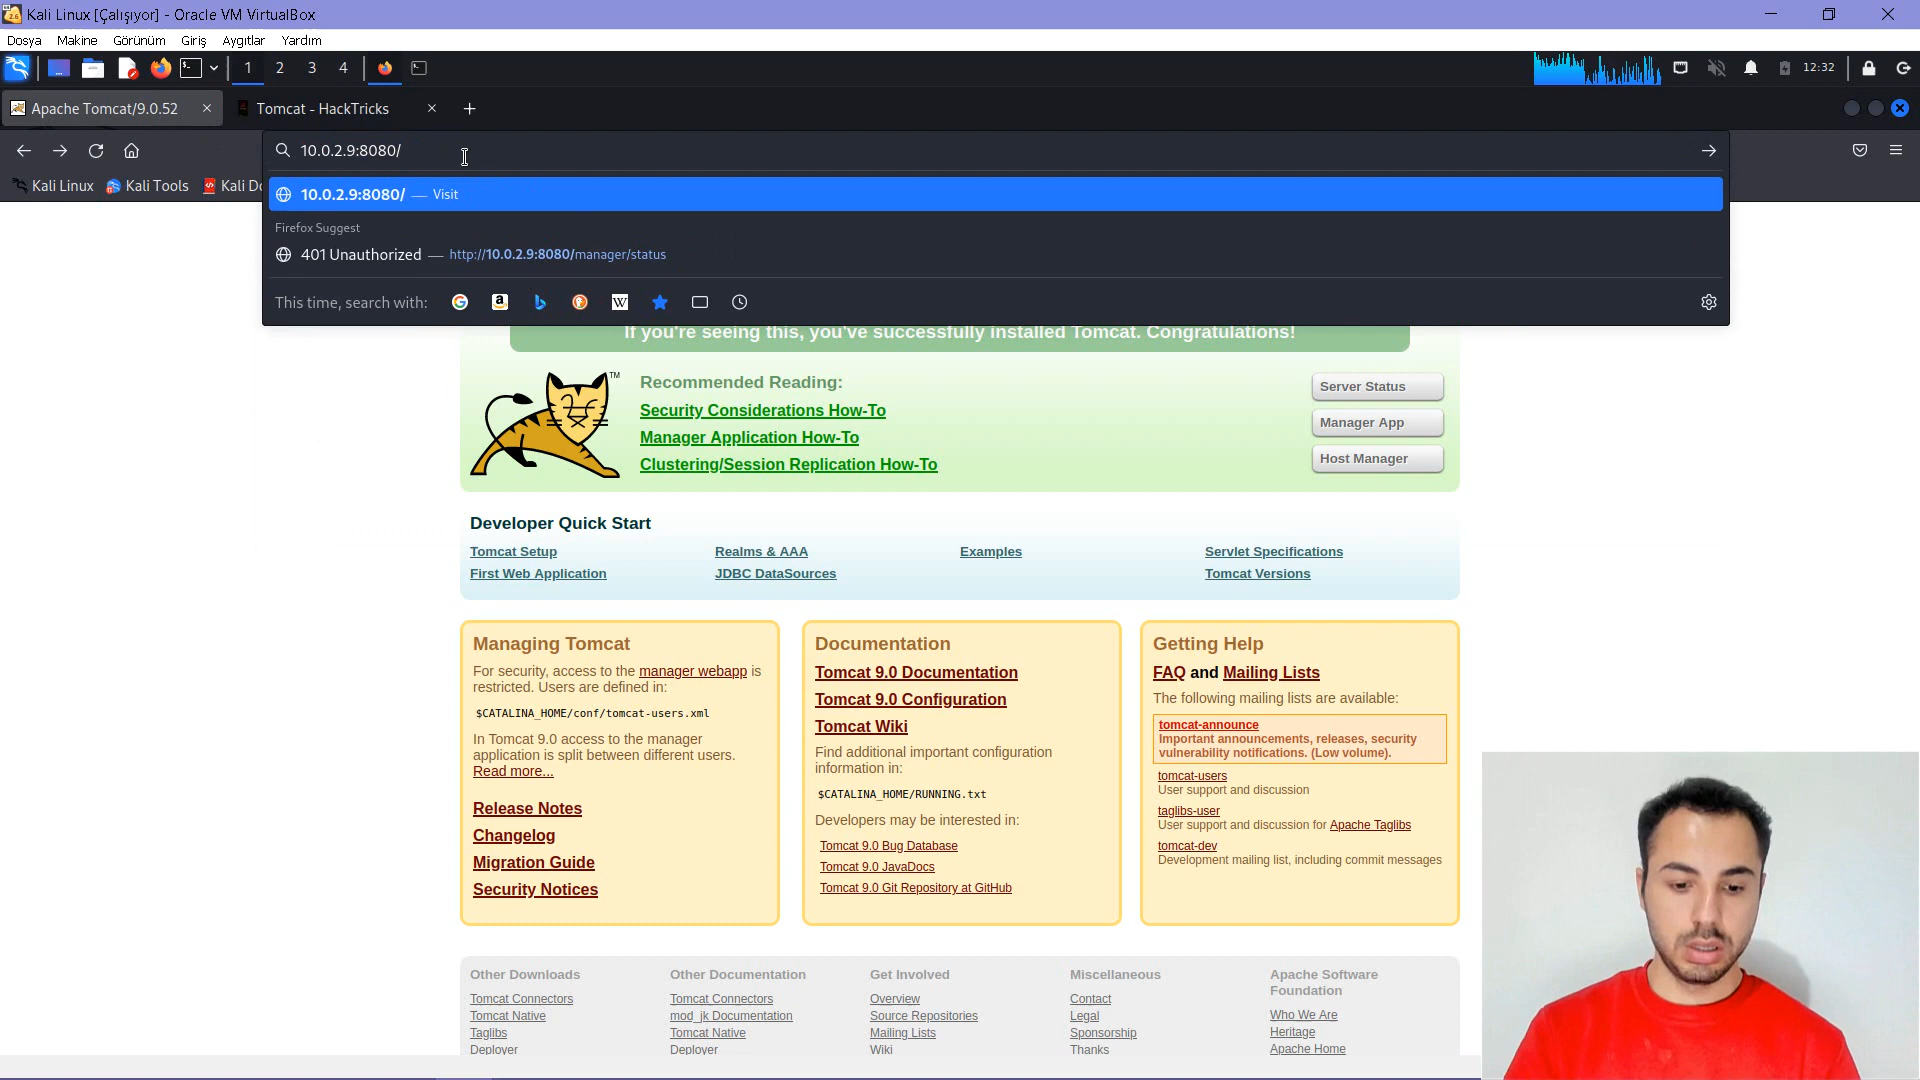 Kali Linux [Çalışıyor] - Oracle VM VirtualBox
Dosya Makine Görünüm Giriş Aygıtlar Yardım
1 2 3 4
12:32
Apache Tomcat/9.0.52
Tomcat - HackTricks
10.0.2.9:8080/
Kali Linux
Kali Tools
Kali Do
10.0.2.9:8080/ — Visit
Firefox Suggest
401 Unauthorized — http://10.0.2.9:8080/manager/status
This time, search with:
If you're seeing this, you've successfully installed Tomcat. Congratulations!
TM
Recommended Reading:
Security Considerations How-To
Manager Application How-To
Clustering/Session Replication How-To
Server Status
Manager App
Host Manager
Developer Quick Start
Tomcat Setup
First Web Application
Realms & AAA
JDBC DataSources
Examples
Servlet Specifications
Tomcat Versions
Managing Tomcat
For security, access to the manager webapp is
restricted. Users are defined in:
$CATALINA_HOME/conf/tomcat-users.xml
In Tomcat 9.0 access to the manager
application is split between different users.
Read more...
Release Notes
Changelog
Migration Guide
Security Notices
Documentation
Tomcat 9.0 Documentation
Tomcat 9.0 Configuration
Tomcat Wiki
Find additional important configuration
information in:
$CATALINA_HOME/RUNNING.txt
Developers may be interested in:
Tomcat 9.0 Bug Database
Tomcat 9.0 JavaDocs
Tomcat 9.0 Git Repository at GitHub
Getting Help
FAQ and Mailing Lists
The following mailing lists are available:
tomcat-announce
Important announcements, releases, security
vulnerability notifications. (Low volume).
tomcat-users
User support and discussion
taglibs-user
User support and discussion for Apache Taglibs
tomcat-dev
Development mailing list, including commit messages
Other Downloads
Tomcat Connectors
Tomcat Native
Taglibs
Deployer
Other Documentation
Tomcat Connectors
mod_jk Documentation
Tomcat Native
Deployer
Get Involved
Overview
Source Repositories
Mailing Lists
Wiki
Miscellaneous
Contact
Legal
Sponsorship
Thanks
Apache Software
Foundation
Who We Are
Heritage
Apache Home